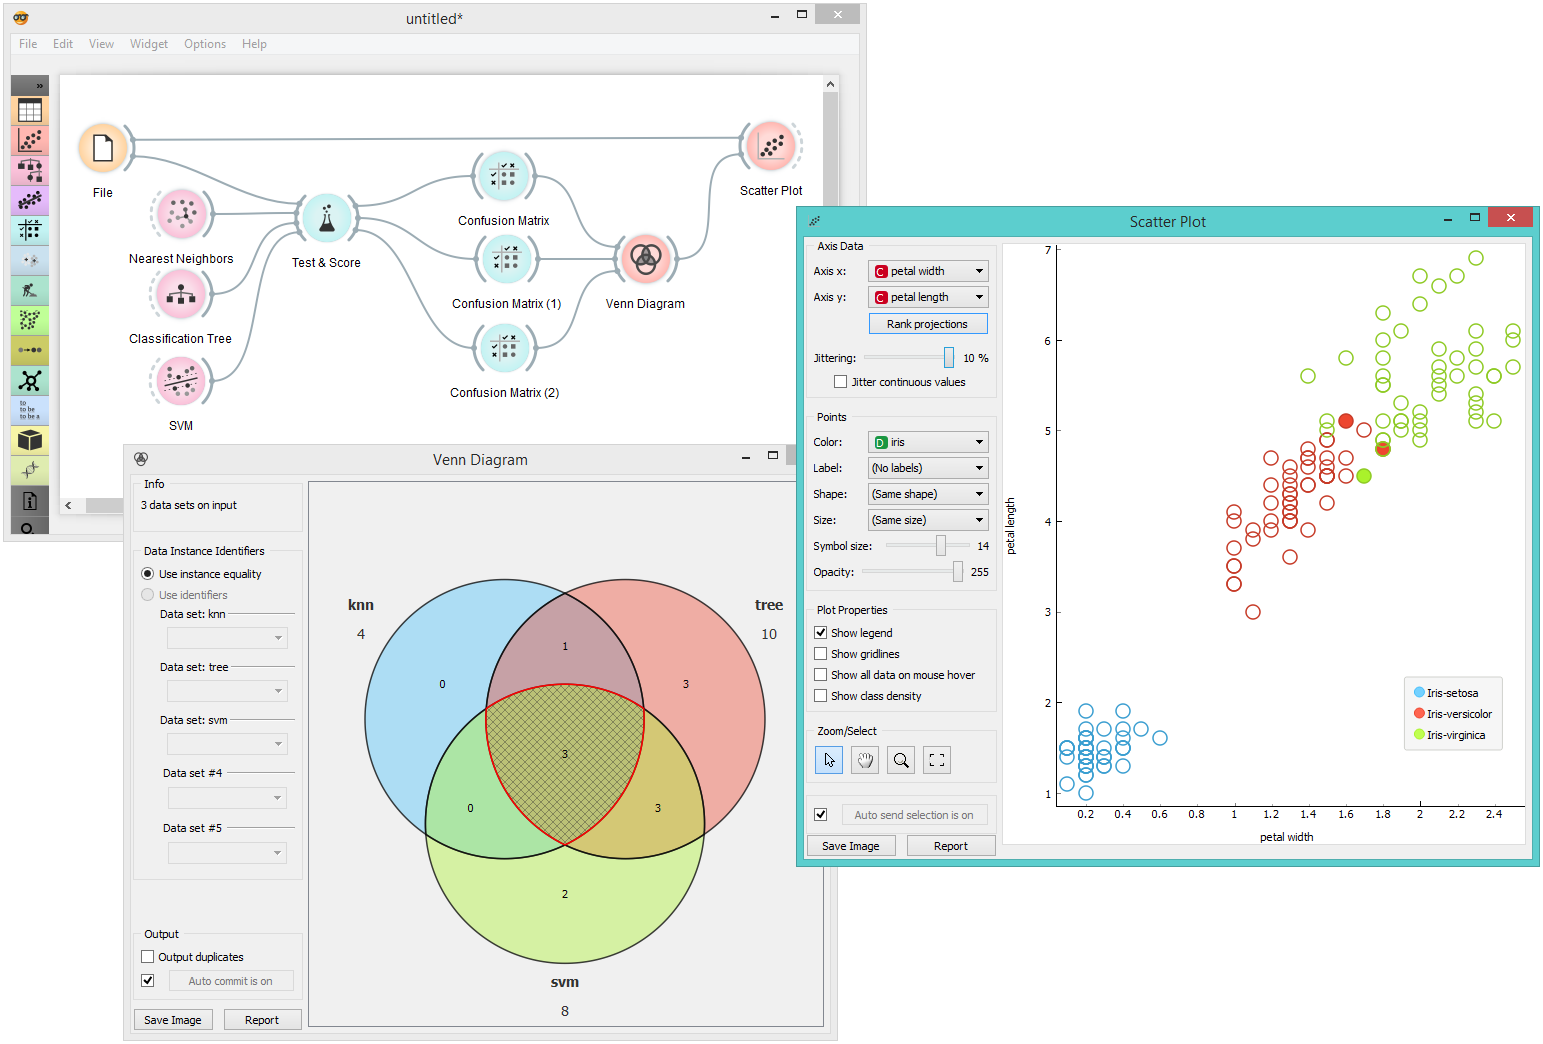 untitled*
File Edit View Widget Options Help
»
File
Nearest Neighbors
Classification Tree
SVM
Test & Score
Confusion Matrix
Confusion Matrix (1)
Confusion Matrix (2)
Venn Diagram
Scatter Plot
to
to be
to be a
Venn Diagram
Info
3 data sets on input
Data Instance Identifiers
Use instance equality
Use identifiers
Data set: knn
Data set: tree
Data set: svm
Data set #4
Data set #5
Output
Output duplicates
Auto commit is on
Save Image Report
knn
4
tree
10
1
0
3
3
0
3
2
svm
8
Scatter Plot
Axis Data
Axis x: C petal width
Axis y: C petal length
Rank projections
Jittering: 10 %
Jitter continuous values
Points
Color: D iris
Label: (No labels)
Shape: (Same shape)
Size: (Same size)
Symbol size: 14
Opacity: 255
Plot Properties
Show legend
Show gridlines
Show all data on mouse hover
Show class density
Zoom/Select
Auto send selection is on
Save Image Report
petal length
7
6
5
4
3
2
1
0.2 0.4 0.6 0.8 1 1.2 1.4 1.6 1.8 2 2.2 2.4
petal width
Iris-setosa
Iris-versicolor
Iris-virginica